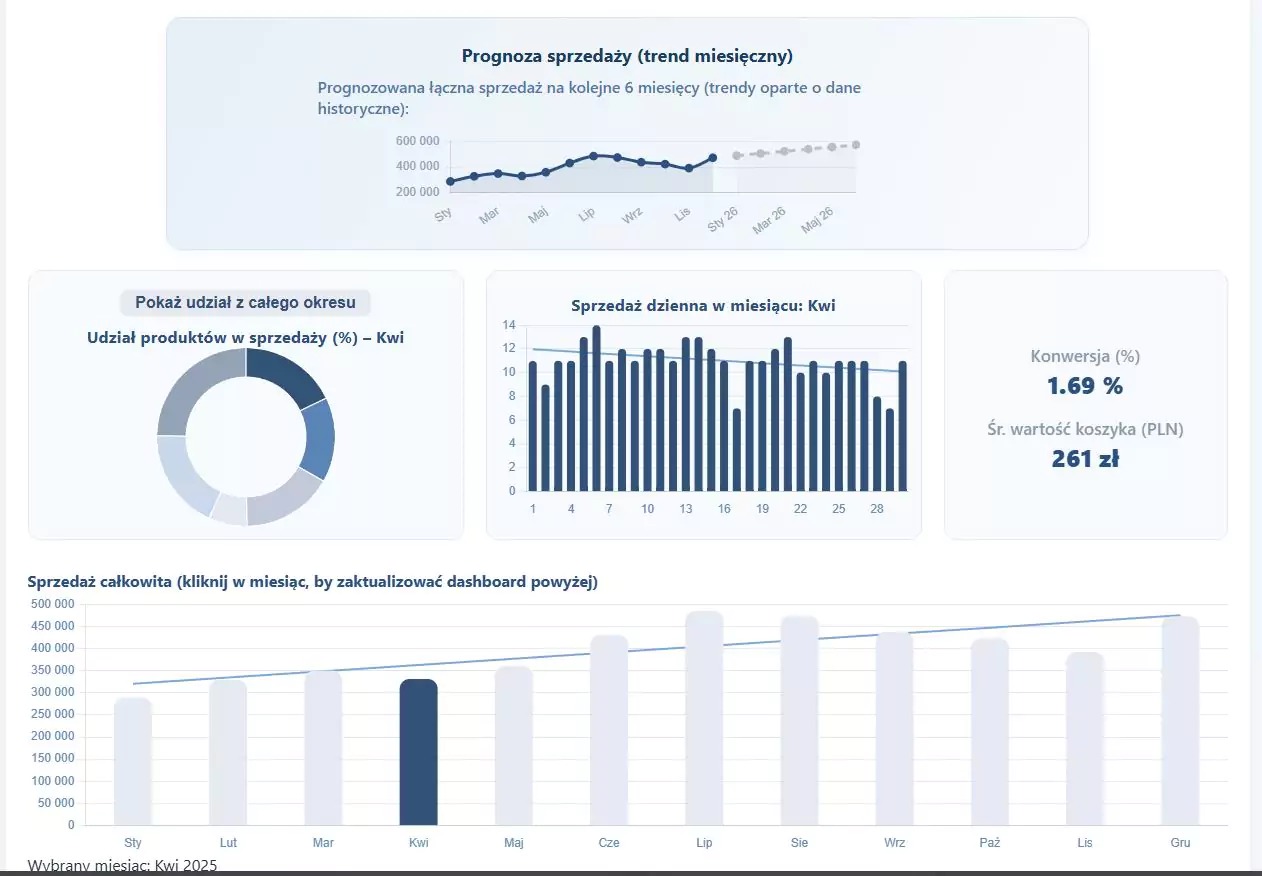 Prognoza sprzedaży (trend miesięczny)
Prognozowana łączna sprzedaż na kolejne 6 miesięcy (trendy oparte o dane
historyczne):
600 000
400 000
200 000
Sty Mar Maj Lip Wrz Lis Sty 26 Mar 26 Maj 26
Pokaż udział z całego okresu
Udział produktów w sprzedaży (%) – Kwi
Sprzedaż dzienna w miesiącu: Kwi
14
12
10
8
6
4
2
0
1 4 7 10 13 16 19 22 25 28
Konwersja (%)
1.69 %
Śr. wartość koszyka (PLN)
261 zł
Sprzedaż całkowita (kliknij w miesiąc, by zaktualizować dashboard powyżej)
500 000
450 000
400 000
350 000
300 000
250 000
200 000
150 000
100 000
50 000
0
Sty Lut Mar Kwi Maj Cze Lip Sie Wrz Paź Lis Gru
Wybrany miesiąc: Kwi 2025